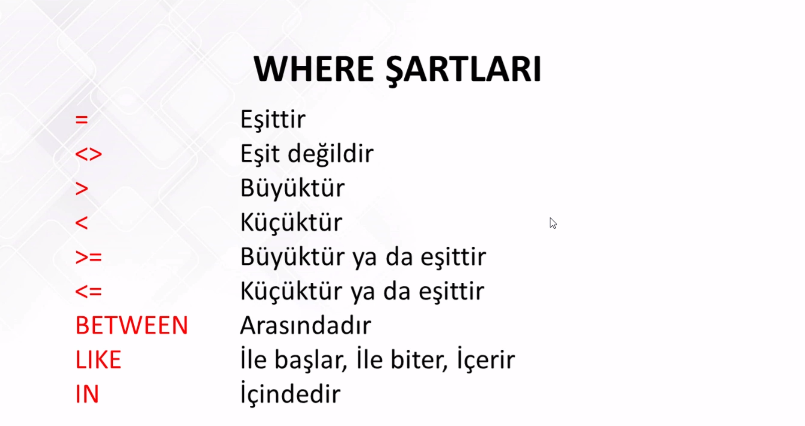 WHERE ŞARTLARI
= Eşittir
<> Eşit değildir
> Büyüktür
< Küçüktür
>= Büyüktür ya da eşittir
<= Küçüktür ya da eşittir
BETWEEN Arasındadır
LIKE İle başlar, İle biter, İçerir
IN İçindedir